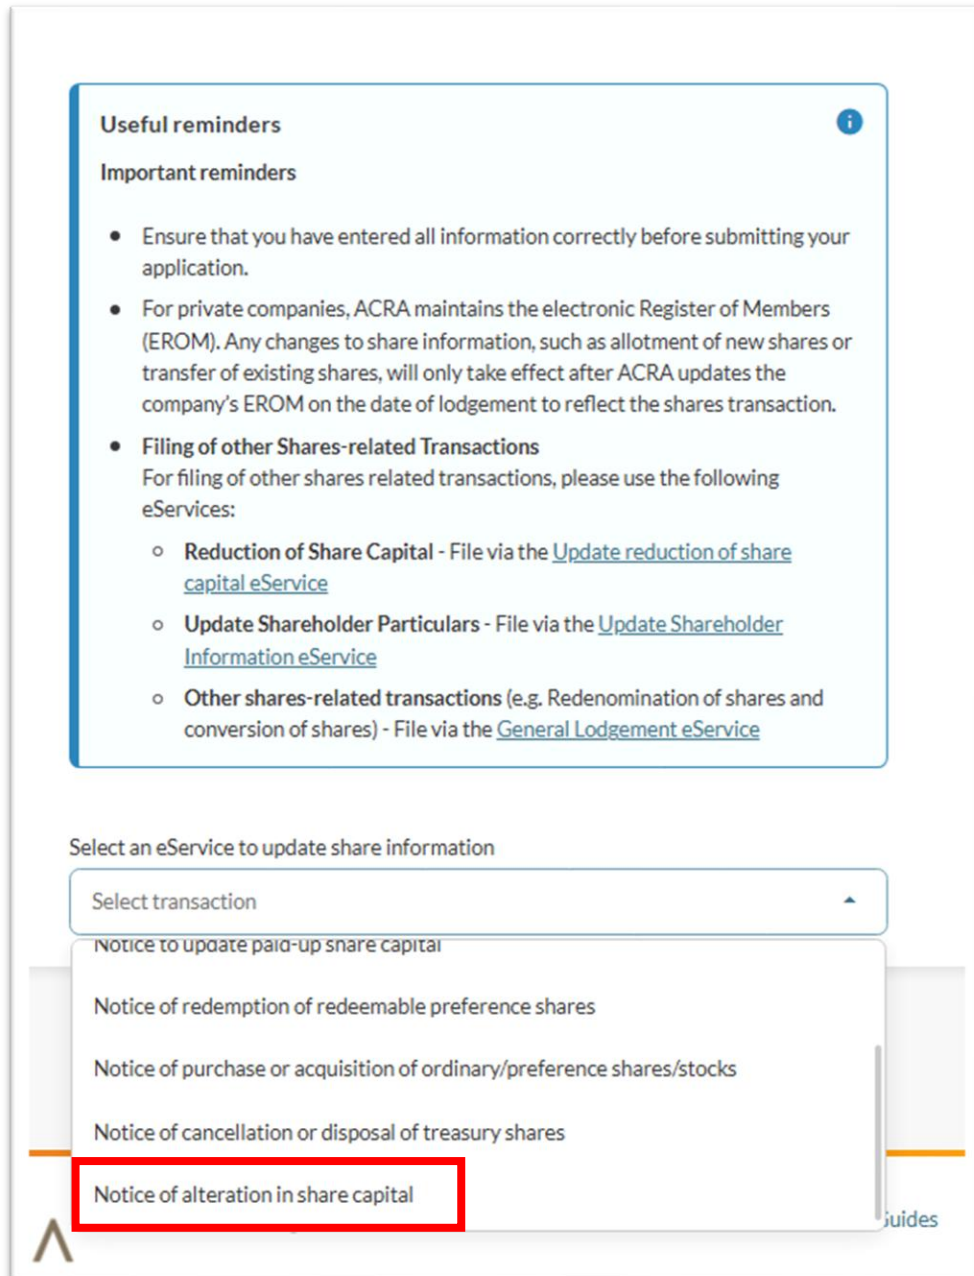 Useful reminders
Important reminders
Ensure that you have entered all information correctly before submitting your
application.
For private companies, ACRA maintains the electronic Register of Members
(EROM). Any changes to share information, such as allotment of new shares or
transfer of existing shares, will only take effect after ACRA updates the
company's EROM on the date of lodgement to reflect the shares transaction.
Filing of other Shares-related Transactions
For filing of other shares related transactions, please use the following
eServices:
Reduction of Share Capital - File via the Update reduction of share
capital eService
Update Shareholder Particulars - File via the Update Shareholder
Information eService
Other shares-related transactions (e.g. Redenomination of shares and
conversion of shares) - File via the General Lodgement eService
Select an eService to update share information
Select transaction
Notice to update paid-up share capital
Notice of redemption of redeemable preference shares
Notice of purchase or acquisition of ordinary/preference shares/stocks
Notice of cancellation or disposal of treasury shares
Notice of alteration in share capital